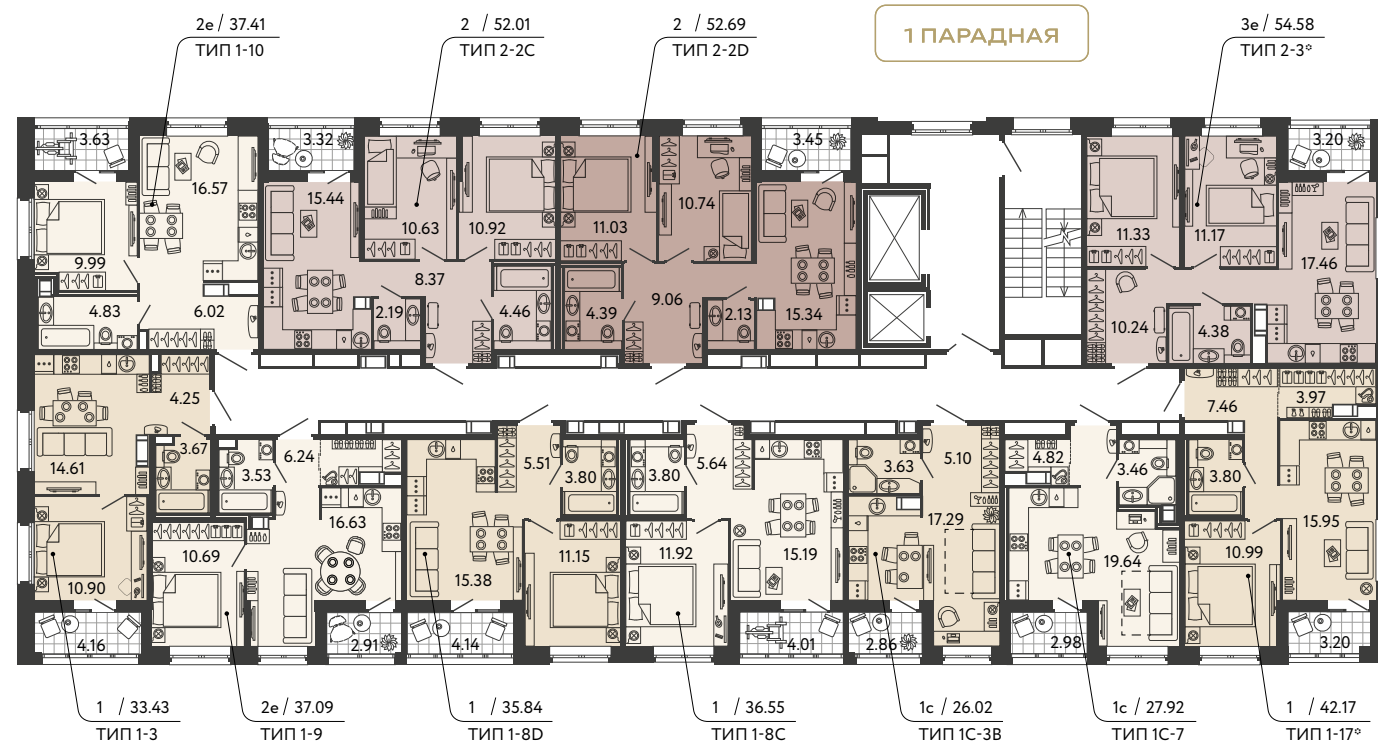 2е / 37.41
ТИП 1-10
2 / 52.01
ТИП 2-2С
2 / 52.69
ТИП 2-2D
1 ПАРАДНАЯ
3е / 54.58
ТИП 2-3*
3.63
16.57
9.99
4.83
6.02
3.32
15.44
10.63
10.92
8.37
2.19
4.46
11.03
10.74
3.45
4.39
9.06
2.13
15.34
11.33
11.17
3.20
17.46
10.24
4.38
4.25
14.61
3.67
10.90
4.16
3.53
6.24
16.63
10.69
2.91
5.51
3.80
15.38
11.15
4.14
3.80
5.64
11.92
15.19
4.01
3.63
5.10
17.29
2.86
4.82
3.46
19.64
2.98
7.46
3.97
3.80
15.95
10.99
3.20
1 / 33.43
ТИП 1-3
2е / 37.09
ТИП 1-9
1 / 35.84
ТИП 1-8D
1 / 36.55
ТИП 1-8С
1с / 26.02
ТИП 1С-3В
1с / 27.92
ТИП 1С-7
1 / 42.17
ТИП 1-17*